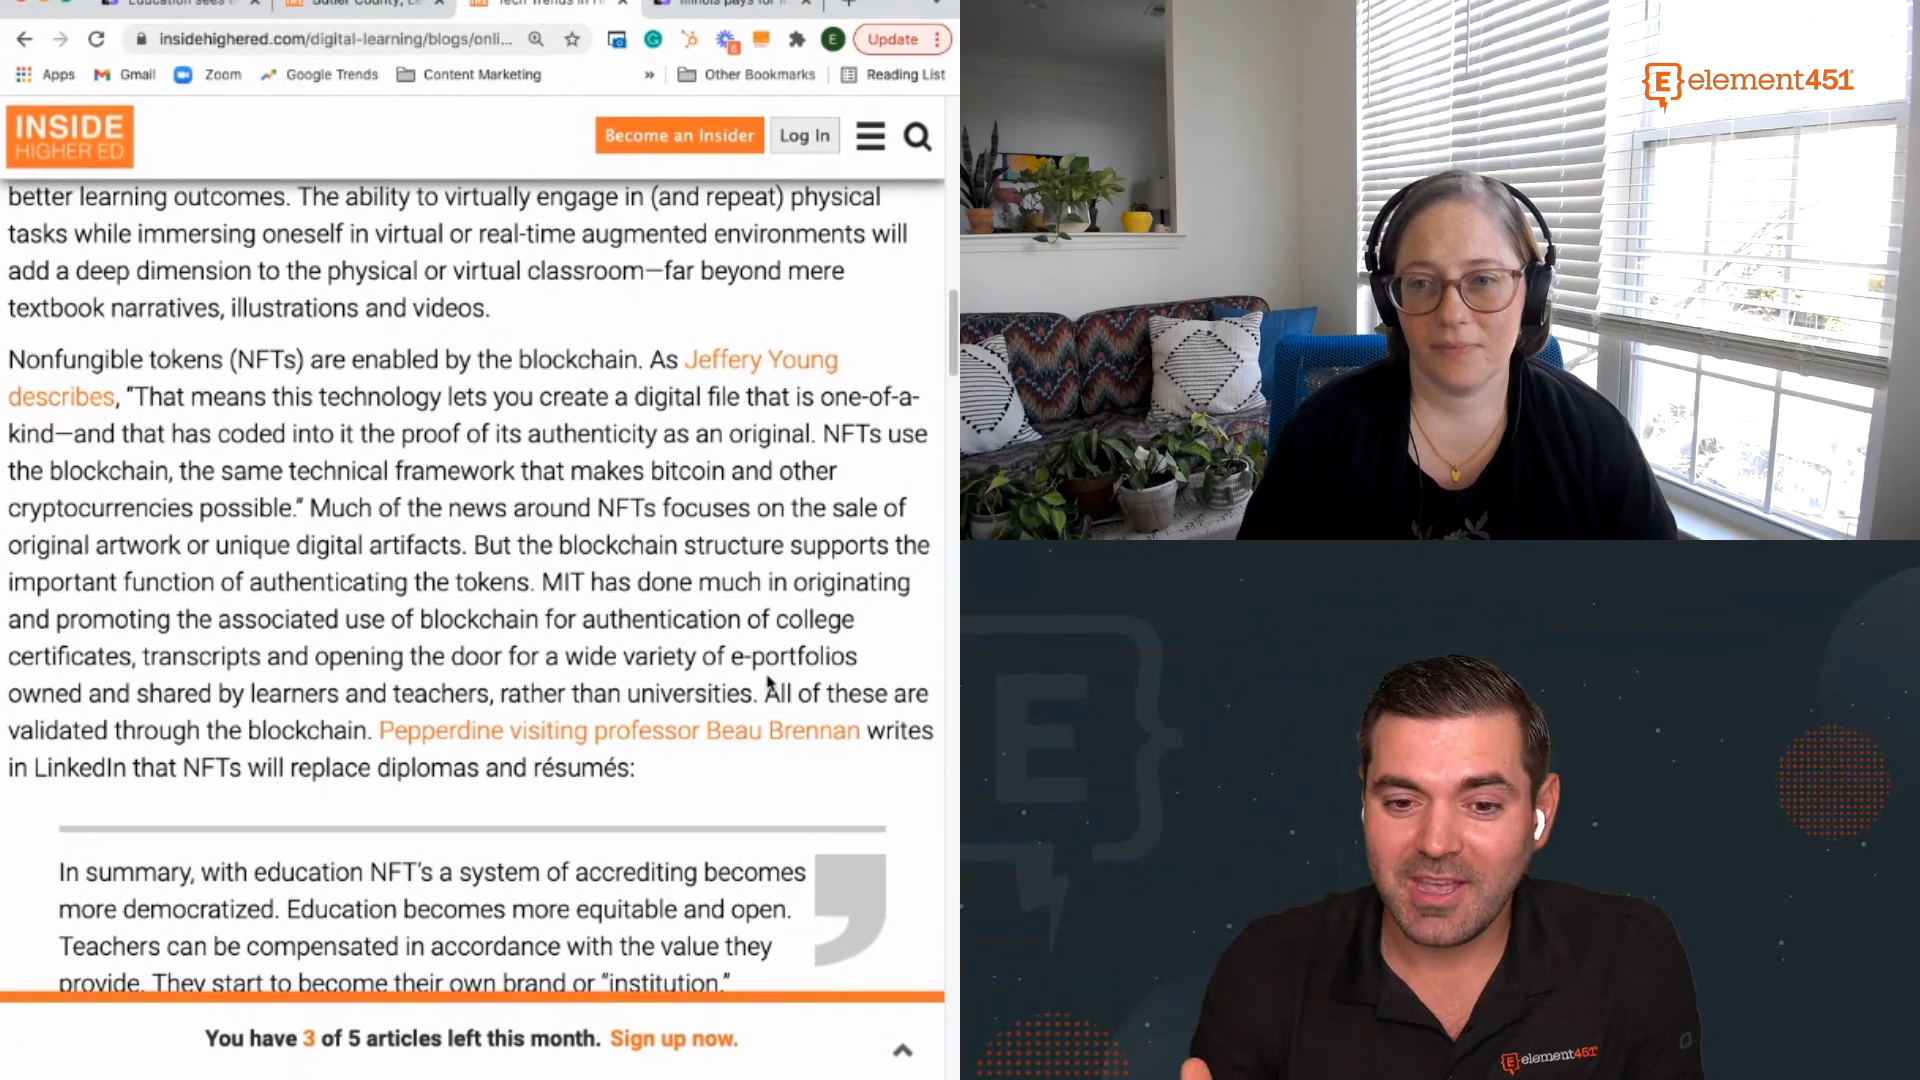 Education sees
Butler County, Le
Tech Trends in Hi
Illinois pays for
insidehighered.com/digital-learning/blogs/onli...
6
E
Update
Apps
Gmail
Zoom
Google Trends
Content Marketing
»
Other Bookmarks
Reading List
INSIDE
HIGHER ED
Become an Insider
Log In
better learning outcomes. The ability to virtually engage in (and repeat) physical
tasks while immersing oneself in virtual or real-time augmented environments will
add a deep dimension to the physical or virtual classroom—far beyond mere
textbook narratives, illustrations and videos.
Nonfungible tokens (NFTs) are enabled by the blockchain. As Jeffery Young
describes, “That means this technology lets you create a digital file that is one-of-a-
kind—and that has coded into it the proof of its authenticity as an original. NFTs use
the blockchain, the same technical framework that makes bitcoin and other
cryptocurrencies possible.” Much of the news around NFTs focuses on the sale of
original artwork or unique digital artifacts. But the blockchain structure supports the
important function of authenticating the tokens. MIT has done much in originating
and promoting the associated use of blockchain for authentication of college
certificates, transcripts and opening the door for a wide variety of e-portfolios
owned and shared by learners and teachers, rather than universities. All of these are
validated through the blockchain. Pepperdine visiting professor Beau Brennan writes
in LinkedIn that NFTs will replace diplomas and résumés:
In summary, with education NFT’s a system of accrediting becomes
more democratized. Education becomes more equitable and open.
Teachers can be compensated in accordance with the value they
provide. They start to become their own brand or “institution.”
You have 3 of 5 articles left this month. Sign up now.
E element451
E
E element451